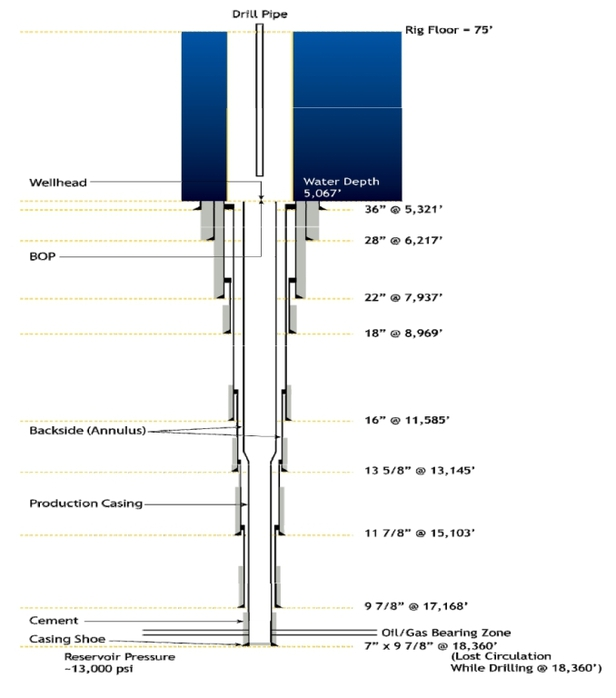 Drill Pipe
Rig Floor = 75'
Wellhead
Water Depth
5,067'
36" @ 5,321'
28" @ 6,217'
BOP
22" @ 7,937'
18" @ 8,969'
16" @ 11,585'
Backside (Annulus)
13 5/8" @ 13,145'
Production Casing
11 7/8" @ 15,103'
9 7/8" @ 17,168'
Cement
Oil/Gas Bearing Zone
Casing Shoe
7" x 9 7/8" @ 18,360'
Reservoir Pressure
~13,000 psi
(Lost Circulation
While Drilling @ 18,360')